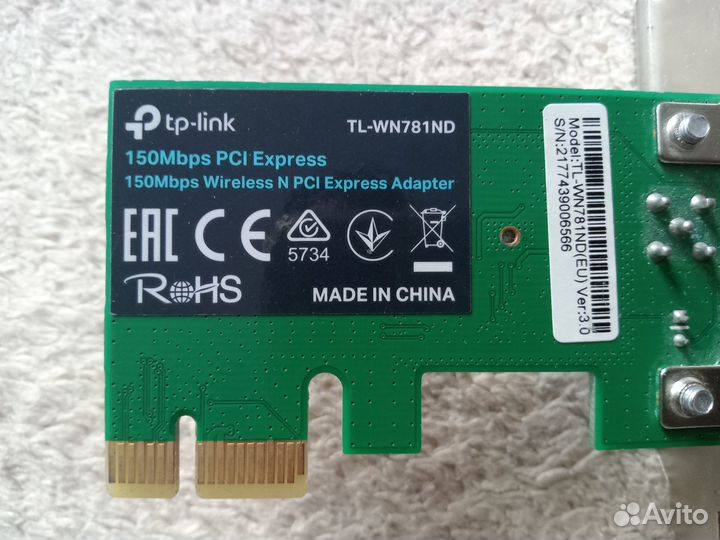 tp-link
TL-WN781ND
150Mbps PCI Express
150Mbps Wireless N PCI Express Adapter
EAC CE
5734
RoHS
MADE IN CHINA
Model:TL-WN781ND(EU) Ver:3.0
S/N:2177439006566
Avito